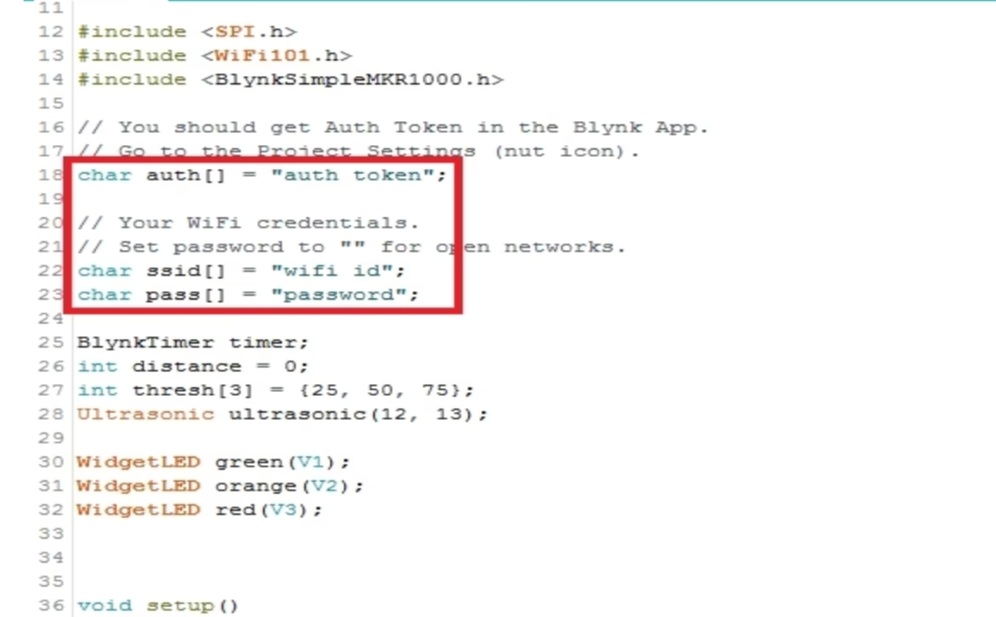 11
12 #include <SPI.h>
13 #include <WiFi101.h>
14 #include <BlynkSimpleMKR1000.h>
15
16 // You should get Auth Token in the Blynk App.
17 // Go to the Project Settings (nut icon).
18 char auth[] = "auth token";
19
20 // Your WiFi credentials.
21 // Set password to "" for open networks.
22 char ssid[] = "wifi id";
23 char pass[] = "password";
24
25 BlynkTimer timer;
26 int distance = 0;
27 int thresh[3] = {25, 50, 75};
28 Ultrasonic ultrasonic(12, 13);
29
30 WidgetLED green(V1);
31 WidgetLED orange(V2);
32 WidgetLED red(V3);
33
34
35
36 void setup()